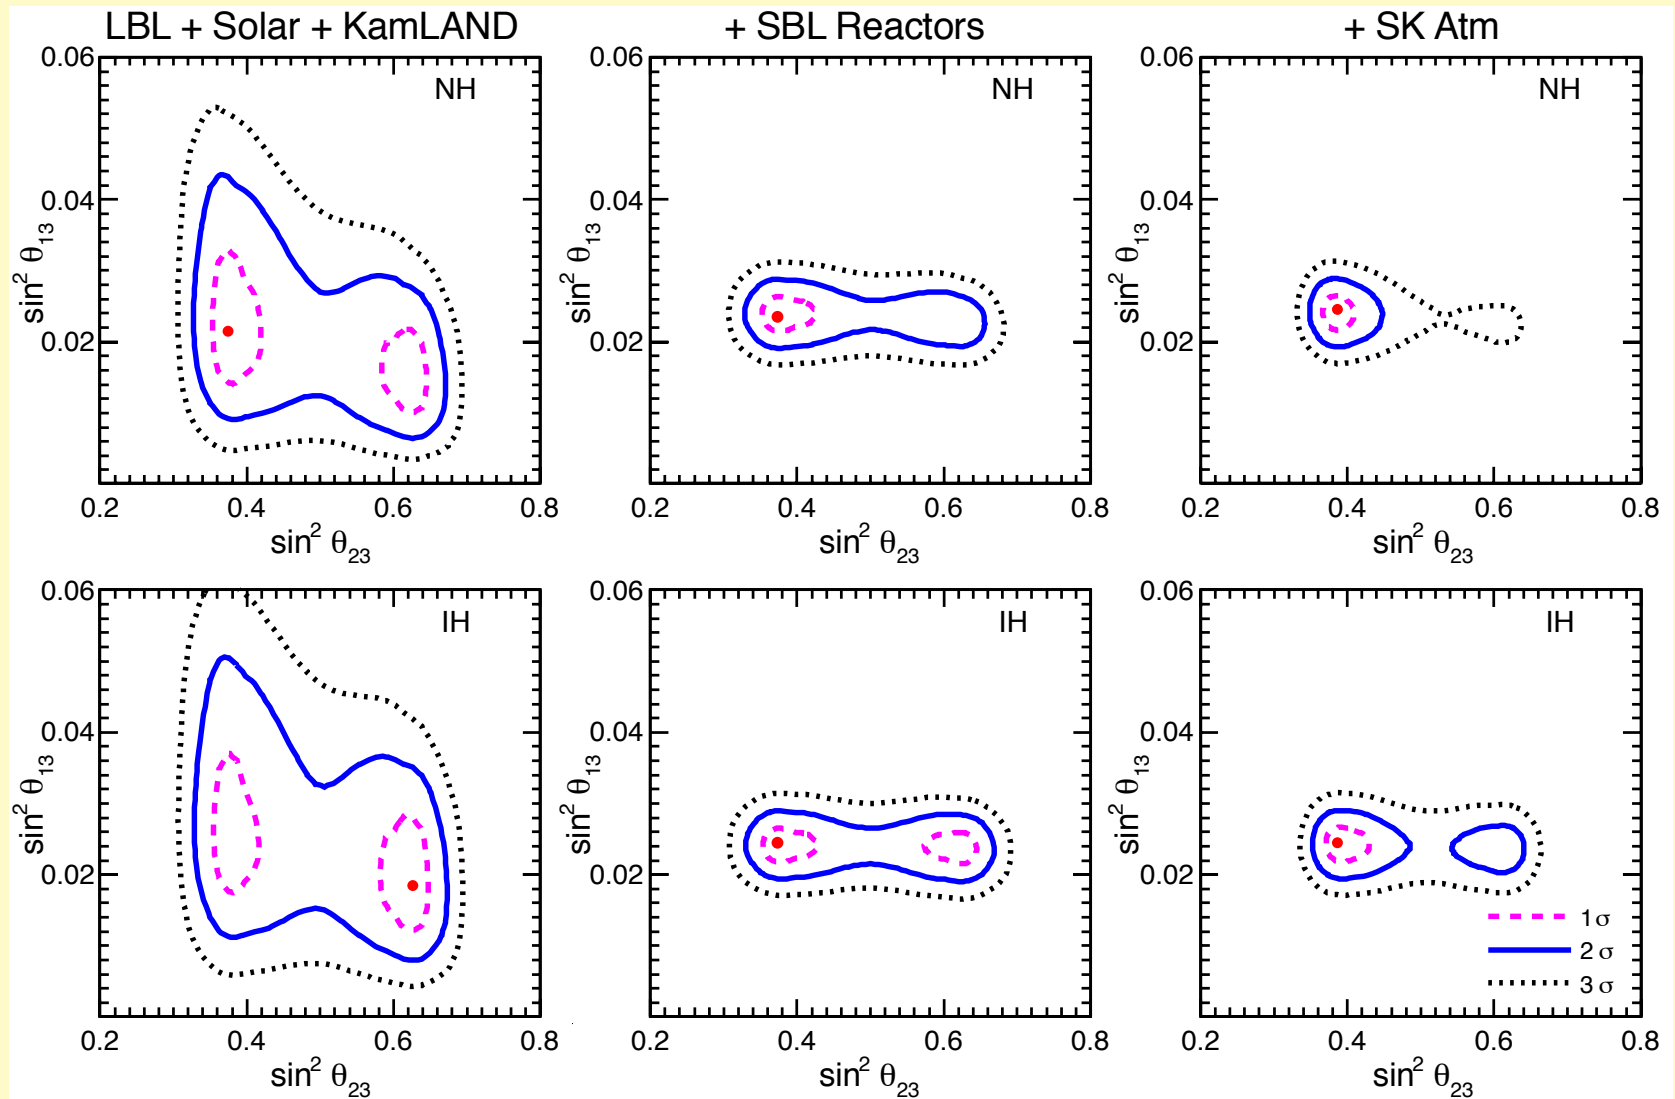 LBL + Solar + KamLAND
+ SBL Reactors
+ SK Atm
0.06
0.04
0.02
sin² θ₁₃
NH
0.2 0.4 0.6 0.8
sin² θ₂₃
0.06
0.04
0.02
sin² θ₁₃
NH
0.2 0.4 0.6 0.8
sin² θ₂₃
0.06
0.04
0.02
sin² θ₁₃
NH
0.2 0.4 0.6 0.8
sin² θ₂₃
0.06
0.04
0.02
sin² θ₁₃
IH
0.2 0.4 0.6 0.8
sin² θ₂₃
0.06
0.04
0.02
sin² θ₁₃
IH
0.2 0.4 0.6 0.8
sin² θ₂₃
0.06
0.04
0.02
sin² θ₁₃
IH
1 σ
2 σ
3 σ
0.2 0.4 0.6 0.8
sin² θ₂₃